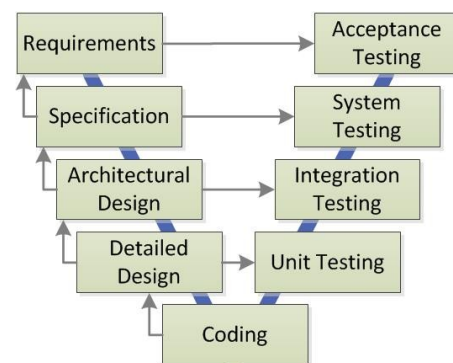 Requirements
Acceptance
Testing
Specification
System
Testing
Architectural
Design
Integration
Testing
Detailed
Design
Unit Testing
Coding